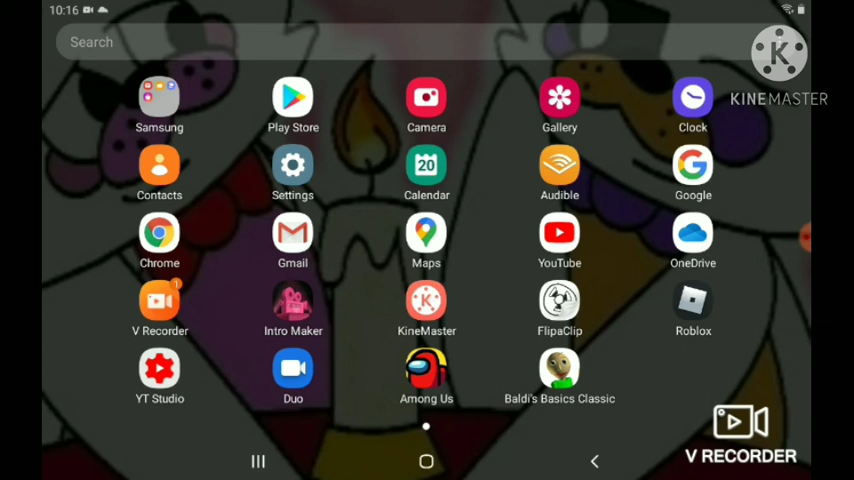 10:16
Search
K
KINEMASTER
Samsung
Play Store
Camera
Gallery
Clock
20
Contacts
Settings
Calendar
Audible
Google
Chrome
Gmail
Maps
YouTube
OneDrive
1
V Recorder
Intro Maker
KineMaster
FlipaClip
Roblox
YT Studio
Duo
Among Us
Baldi's Basics Classic
V RECORDER